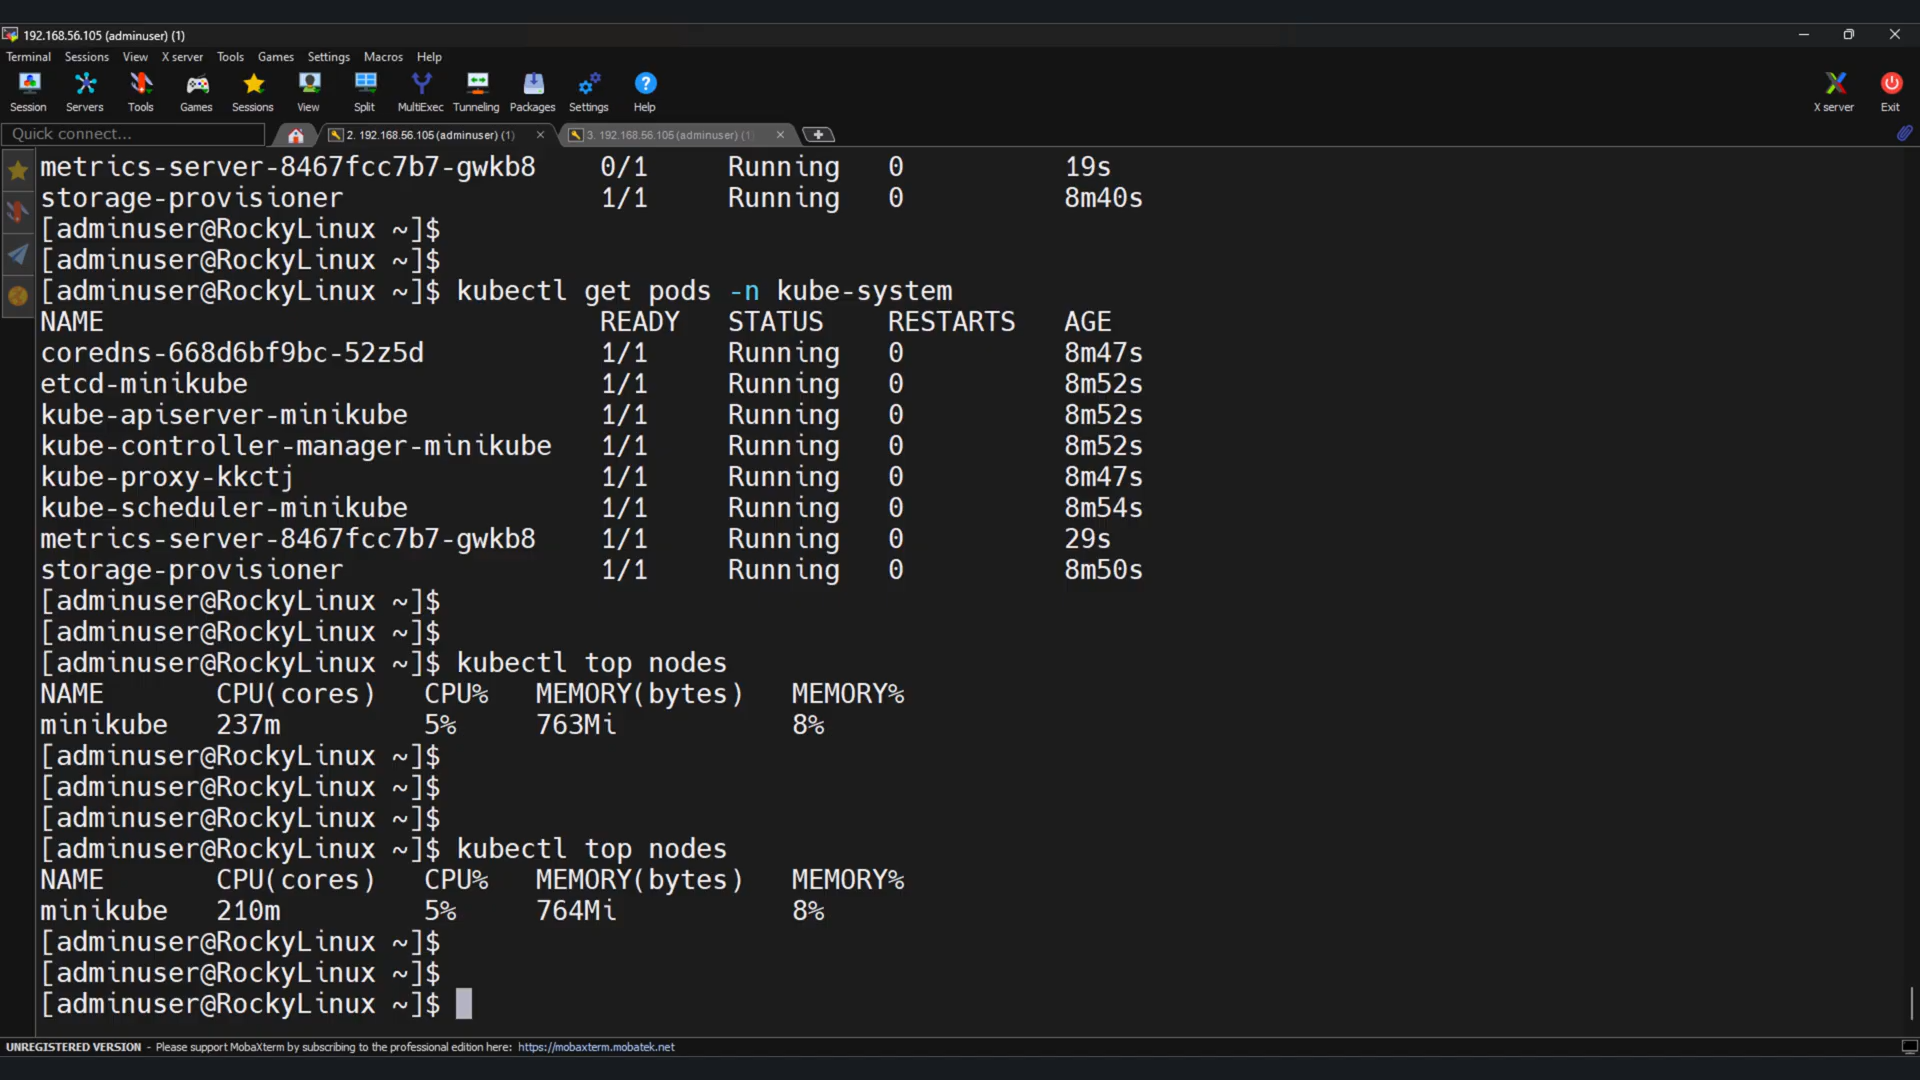 192.168.56.105 (adminuser) (1)
Terminal Sessions View X server Tools Games Settings Macros Help
Session Servers Tools Games Sessions View Split MultiExec Tunneling Packages Settings Help X server Exit
Quick connect... 2. 192.168.56.105 (adminuser) (1) 3. 192.168.56.105 (adminuser) (1)
metrics-server-8467fcc7b7-gwkb8 0/1 Running 0 19s
storage-provisioner 1/1 Running 0 8m40s
[adminuser@RockyLinux ~]$
[adminuser@RockyLinux ~]$
[adminuser@RockyLinux ~]$ kubectl get pods -n kube-system
NAME READY STATUS RESTARTS AGE
coredns-668d6bf9bc-52z5d 1/1 Running 0 8m47s
etcd-minikube 1/1 Running 0 8m52s
kube-apiserver-minikube 1/1 Running 0 8m52s
kube-controller-manager-minikube 1/1 Running 0 8m52s
kube-proxy-kkctj 1/1 Running 0 8m47s
kube-scheduler-minikube 1/1 Running 0 8m54s
metrics-server-8467fcc7b7-gwkb8 1/1 Running 0 29s
storage-provisioner 1/1 Running 0 8m50s
[adminuser@RockyLinux ~]$
[adminuser@RockyLinux ~]$
[adminuser@RockyLinux ~]$ kubectl top nodes
NAME CPU(cores) CPU% MEMORY(bytes) MEMORY%
minikube 237m 5% 763Mi 8%
[adminuser@RockyLinux ~]$
[adminuser@RockyLinux ~]$
[adminuser@RockyLinux ~]$
[adminuser@RockyLinux ~]$ kubectl top nodes
NAME CPU(cores) CPU% MEMORY(bytes) MEMORY%
minikube 210m 5% 764Mi 8%
[adminuser@RockyLinux ~]$
[adminuser@RockyLinux ~]$
[adminuser@RockyLinux ~]$
UNREGISTERED VERSION - Please support MobaXterm by subscribing to the professional edition here: https://mobaxterm.mobatek.net